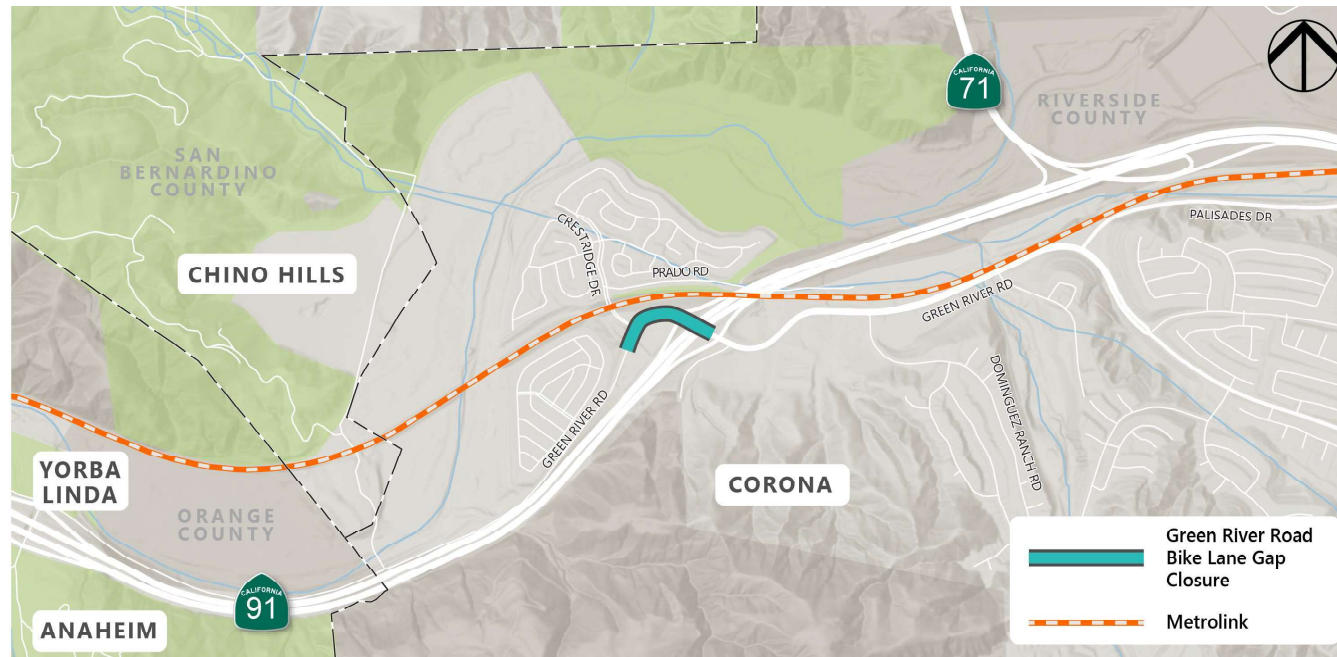 CALIFORNIA
71
RIVERSIDE
COUNTY
SAN
BERNARDINO
COUNTY
CRESTRIDGE DR
PALISADES DR
CHINO HILLS
PRADO RD
GREEN RIVER RD
DOMINGUEZ RANCH RD
GREEN RIVER RD
YORBA
LINDA
CORONA
ORANGE
COUNTY
CALIFORNIA
91
ANAHEIM
Green River Road
Bike Lane Gap
Closure
Metrolink